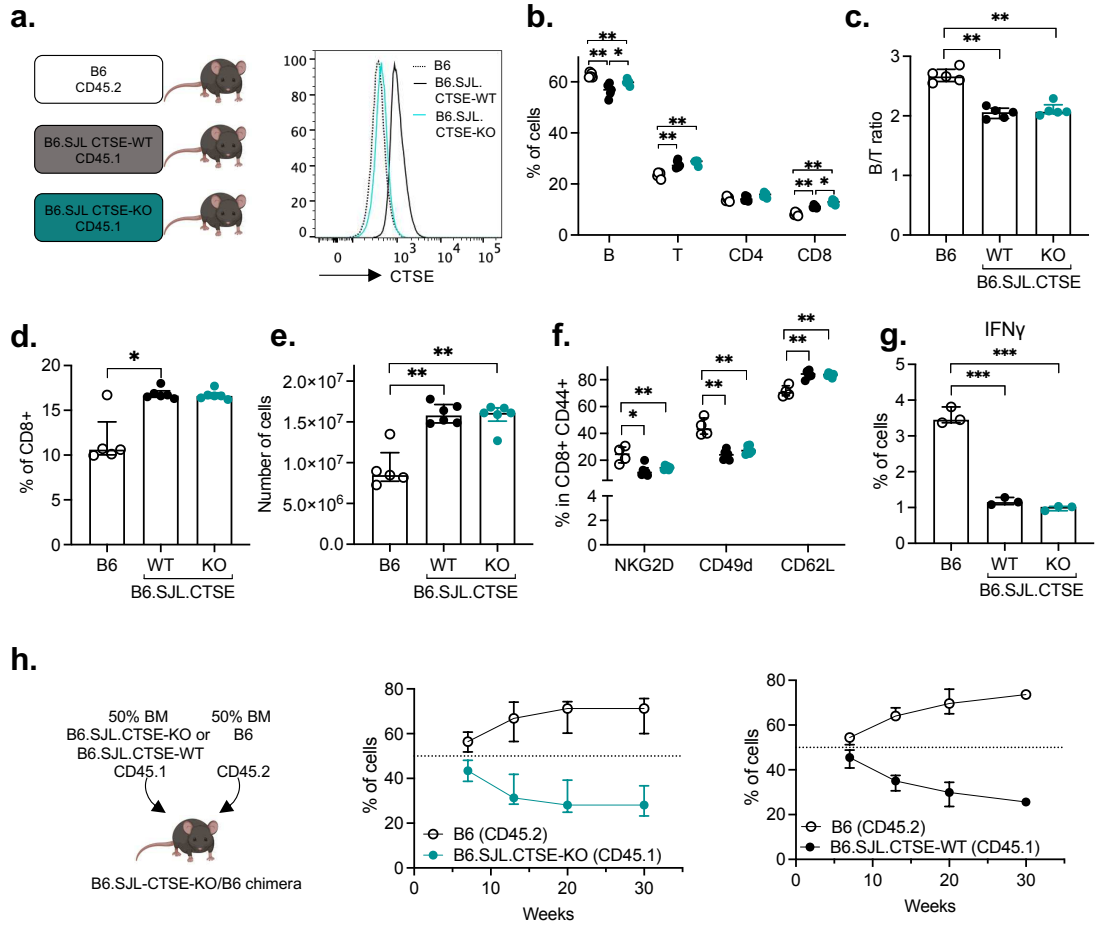 a.
B6
CD45.2
B6.SJL CTSE-WT
CD45.1
B6.SJL CTSE-KO
CD45.1
100
80
60
40
20
0
0
10³
10⁴
10⁵
CTSE
B6
B6.SJL.
CTSE-WT
B6.SJL.
CTSE-KO
b.
% of cells
60
40
20
0
**
**
*
**
**
**
**
*
B
T
CD4
CD8
c.
B/T ratio
3
2
1
0
**
**
B6
WT
KO
B6.SJL.CTSE
d.
% of CD8+
20
15
10
5
0
*
B6
WT
KO
B6.SJL.CTSE
e.
Number of cells
2.0×10⁷
1.5×10⁷
1.0×10⁷
5.0×10⁶
0.0
**
**
B6
WT
KO
B6.SJL.CTSE
f.
% in CD8+ CD44+
80
60
40
20
4
2
0
**
*
**
**
**
**
NKG2D
CD49d
CD62L
g.
IFNγ
% of cells
5
4
3
2
1
0
***
***
B6
WT
KO
B6.SJL.CTSE
h.
50% BM
B6.SJL.CTSE-KO or
B6.SJL.CTSE-WT
CD45.1
50% BM
B6
CD45.2
B6.SJL-CTSE-KO/B6 chimera
% of cells
80
60
40
20
0
B6 (CD45.2)
B6.SJL.CTSE-KO (CD45.1)
0
10
20
30
Weeks
% of cells
80
60
40
20
0
B6 (CD45.2)
B6.SJL.CTSE-WT (CD45.1)
0
10
20
30
Weeks